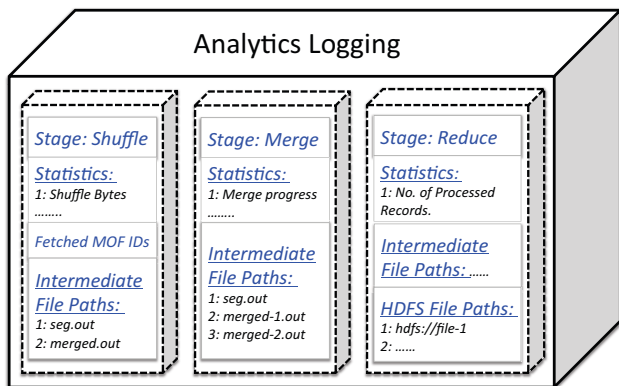 Analytics Logging
Stage: Shuffle
Statistics:
1: Shuffle Bytes
........
Fetched MOF IDs
Intermediate
File Paths:
1: seg.out
2: merged.out
Stage: Merge
Statistics:
1: Merge progress
........
Intermediate
File Paths:
1: seg.out
2: merged-1.out
3: merged-2.out
Stage: Reduce
Statistics:
1: No. of Processed
Records.
Intermediate
File Paths: ......
HDFS File Paths:
1: hdfs://file-1
2: ......